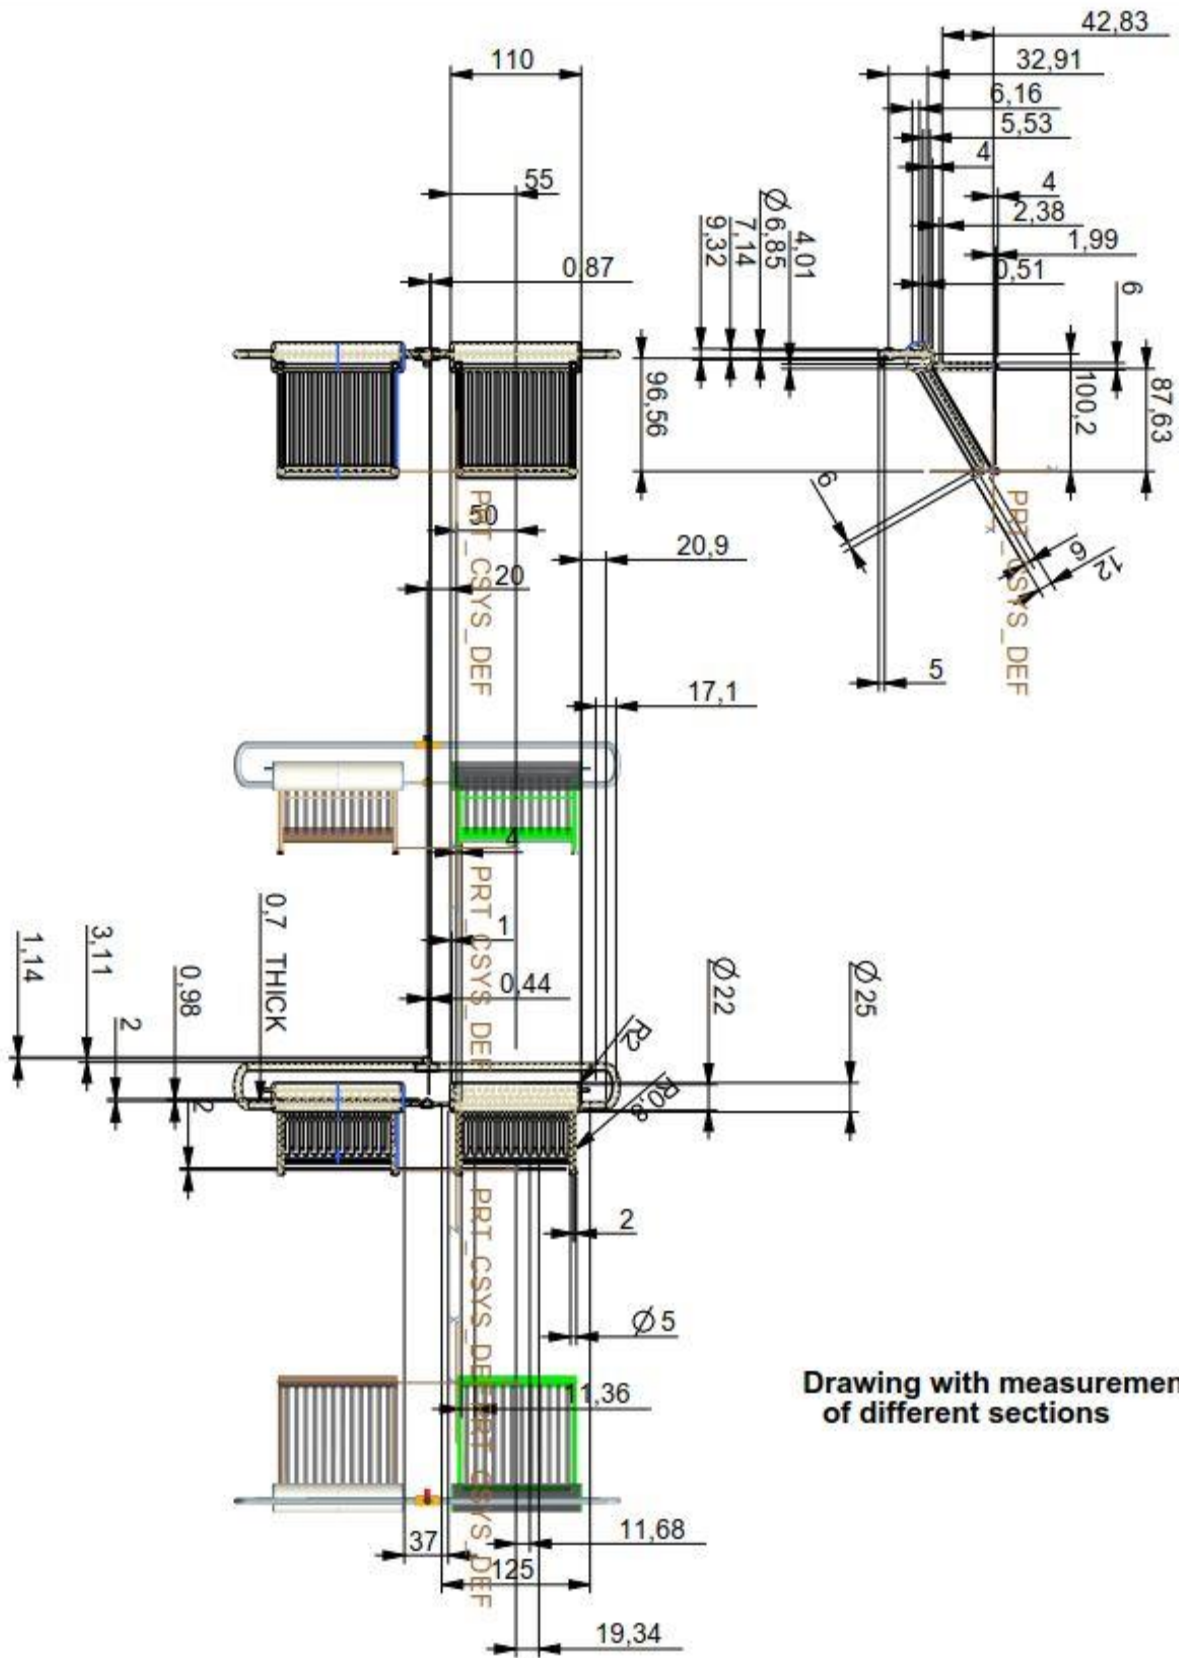 42,83
110
32,91
6,16
5,53
4
55
4
2,38
Ø 6,85
4,01
7,14
9,32
1,99
0,87
0,51
6
96,56
100,2
87,63
6
PRT_CSYS_DEF
PRT_CSYS_DEF
x
50
20,9
20
6
12
5
17,1
4
PRT_CSYS_DEF
0,7 THICK
1
3,11
1,14
0,98
2
0,44
Ø 22
Ø 25
R2
R0,8
2
PRT_CSYS_DEF
2
Ø 5
Drawing with measuremen
of different sections
11,36
PRT_CSYS_DEF
11,68
37
125
19,34